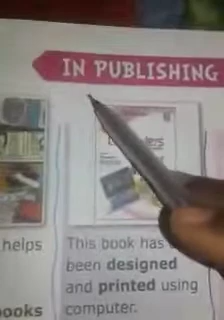 IN PUBLISHING
helps
ooks
This book has
been designed
and printed using
computer.